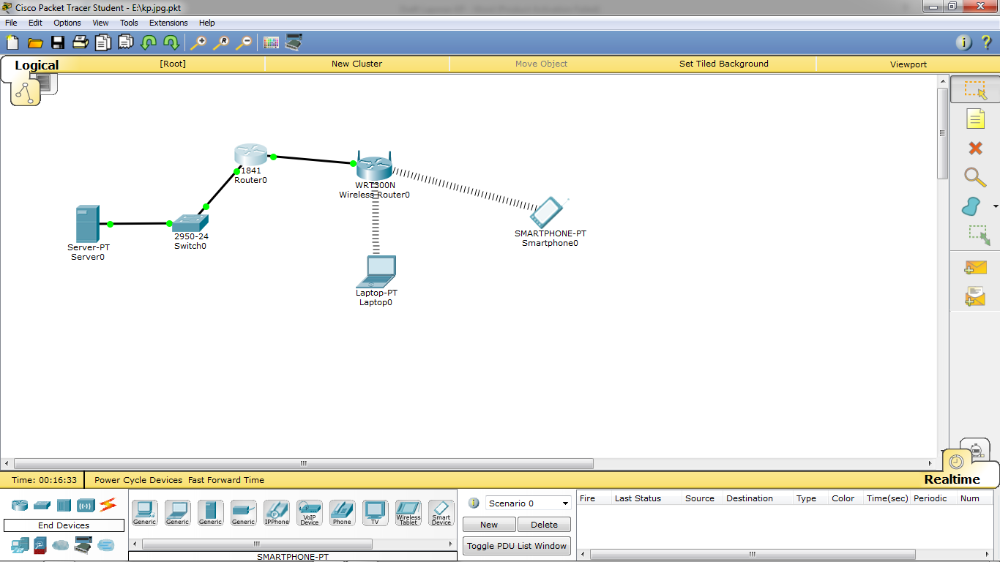 Cisco Packet Tracer Student - E:\kp.jpg.pkt
File Edit Options View Tools Extensions Help
Logical [Root] New Cluster Move Object Set Tiled Background Viewport
1841
Router0
WRT300N
Wireless Router0
SMARTPHONE-PT
Smartphone0
2950-24
Switch0
Server-PT
Server0
Laptop-PT
Laptop0
Realtime
Time: 00:16:33 Power Cycle Devices Fast Forward Time
Fire Last Status Source Destination Type Color Time(sec) Periodic Num
Scenario 0
Generic Generic Generic Generic IPPhone VoIP Device Phone TV Wireless Tablet Smart Device
End Devices
New Delete
Toggle PDU List Window
SMARTPHONE-PT